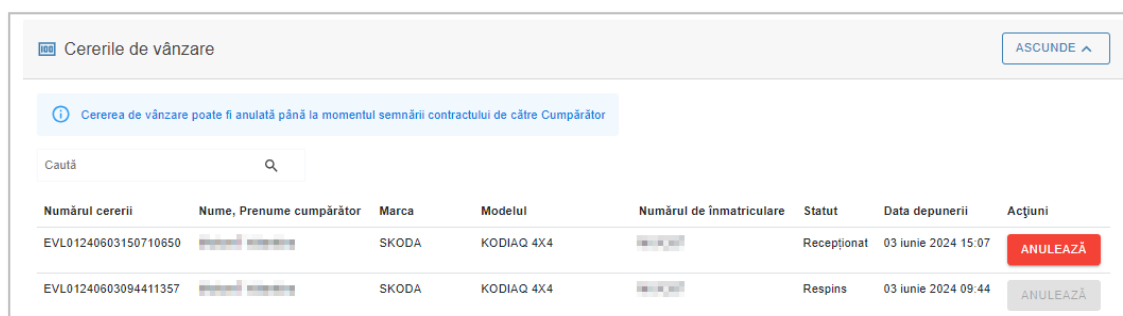 Cererile de vânzare
ASCUNDE
Cererea de vânzare poate fi anulată până la momentul semnării contractului de către Cumpărător
Caută
Numărul cererii Nume, Prenume cumpărător Marca Modelul Numărul de înmatriculare Statut Data depunerii Acţiuni
EVL01240603150710650 SKODA KODIAQ 4X4 Recepționat 03 iunie 2024 15:07 ANULEAZĂ
EVL01240603094411357 SKODA KODIAQ 4X4 Respins 03 iunie 2024 09:44 ANULEAZĂ